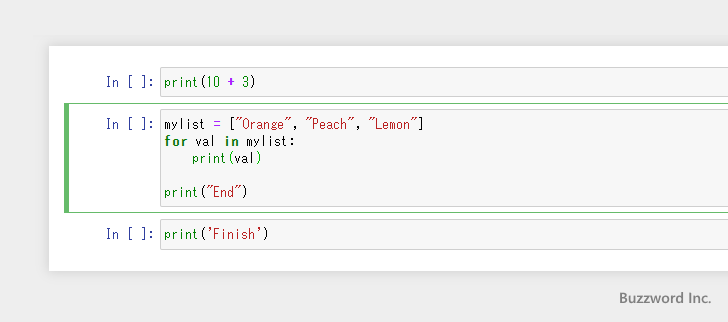 In [ ]: print(10 + 3)
In [ ]: mylist = ["Orange", "Peach", "Lemon"]
for val in mylist:
    print(val)
print("End")
In [ ]: print('Finish')
Buzzword Inc.